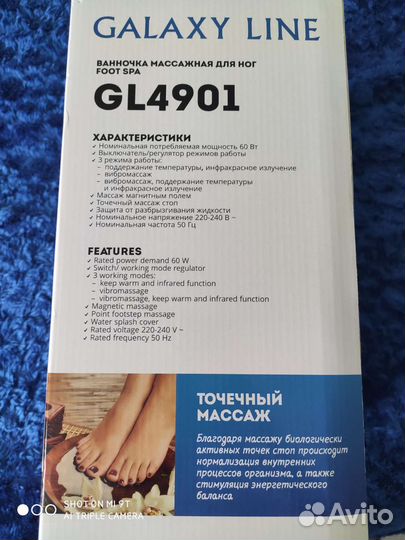 GALAXY LINE
ВАННОЧКА МАССАЖНАЯ ДЛЯ НОГ
FOOT SPA
GL4901
ХАРАКТЕРИСТИКИ
✓ Номинальная потребляемая мощность 60 Вт
✓ Выключатель/регулятор режимов работы
✓ 3 режима работы:
– поддержание температуры, инфракрасное излучение
– вибромассаж
– вибромассаж, поддержание температуры
и инфракрасное излучение
✓ Массаж магнитным полем
✓ Точечный массаж стоп
✓ Защита от разбрызгивания жидкости
✓ Номинальное напряжение 220-240 В ~
✓ Номинальная частота 50 Гц
FEATURES
✓ Rated power demand 60 W
✓ Switch/ working mode regulator
✓ 3 working modes:
– keep warm and infrared function
– vibromassage
– vibromassage, keep warm and infrared function
✓ Magnetic massage
✓ Point footstep massage
✓ Water splash cover
✓ Rated voltage 220-240 V ~
✓ Rated frequency 50 Hz
ТОЧЕЧНЫЙ
МАССАЖ
Благодаря массажу биологически
активных точек стоп происходит
нормализация внутренних
процессов организма, а также
стимуляция энергетического
баланса.
SHOT ON MI 9T
AI TRIPLE CAMERA
Avito